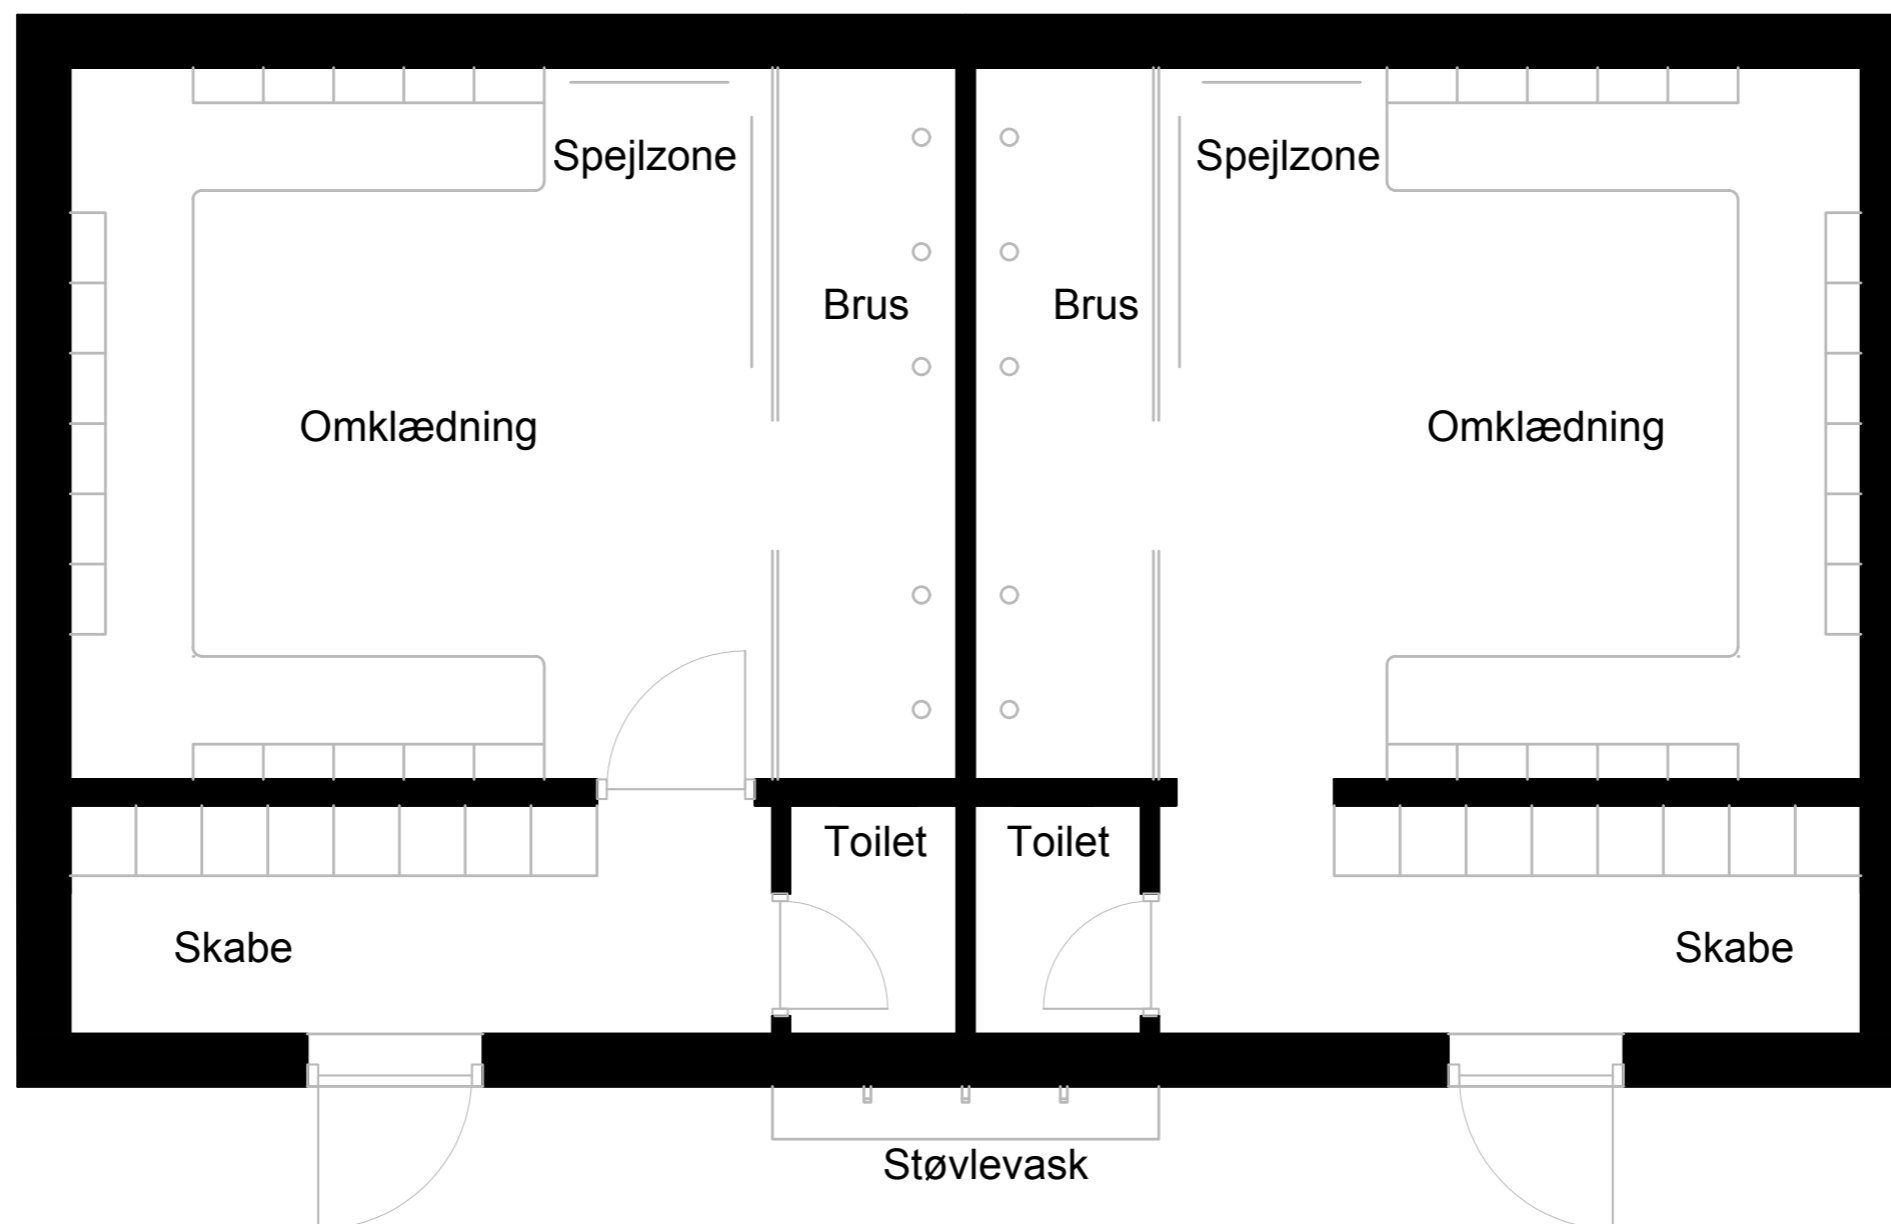 Spejlzone
Spejlzone
Brus
Brus
Omklædning
Omklædning
Toilet
Toilet
Skabe
Skabe
Støvlevask